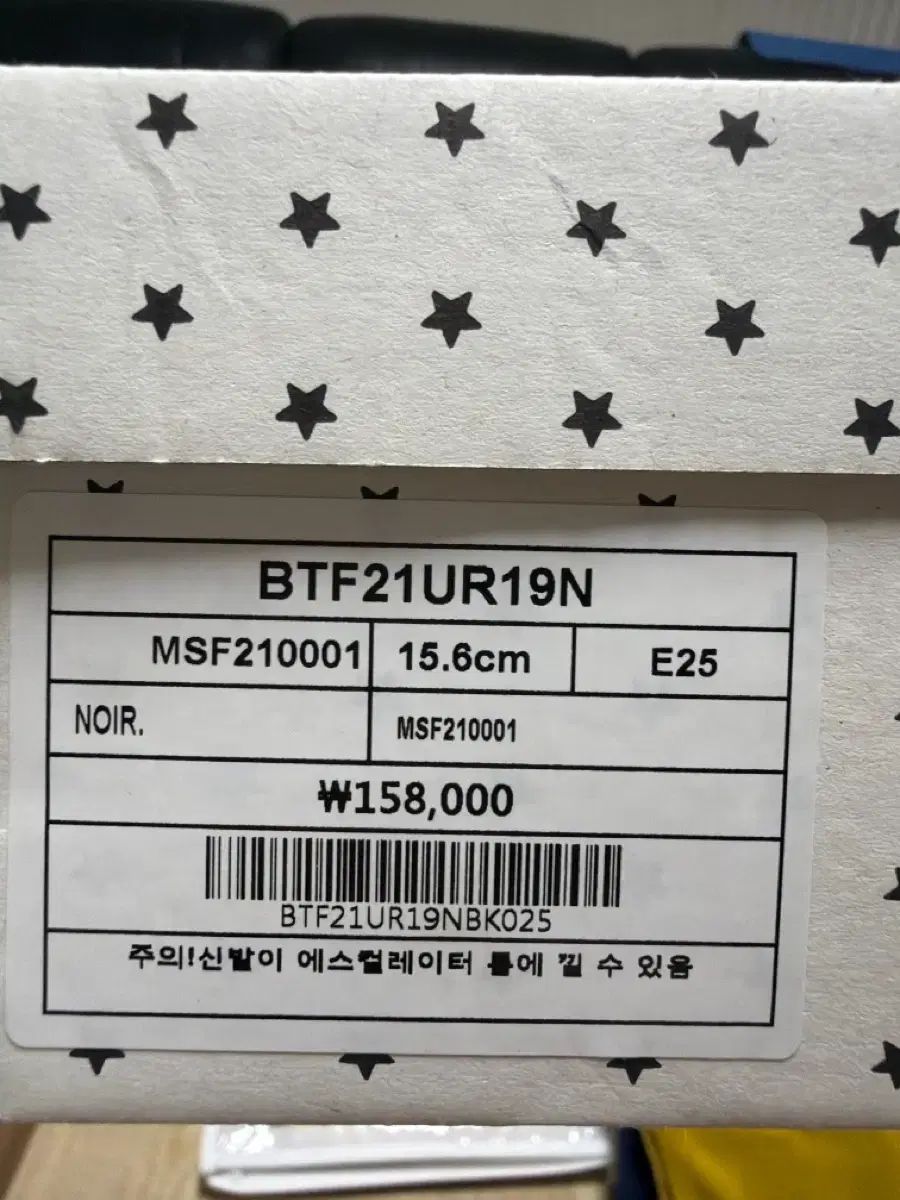 BTF21UR19N
MSF210001 15.6cm E25
NOIR. MSF210001
₩158,000
BTF21UR19NBK025
주의!신발이 에스컬레이터 틈에 낄 수 있음